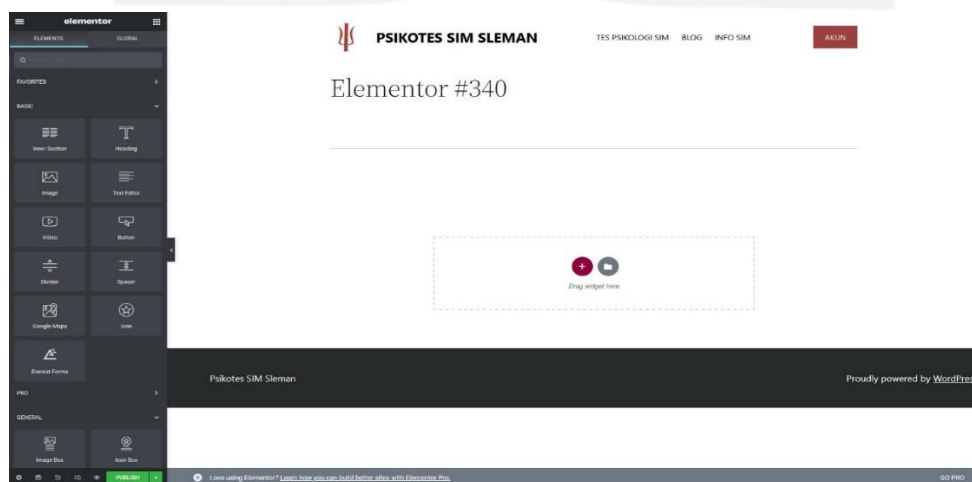 elementor
ELEMENTS
GLOBAL
FAVORITES
BASIC
Inner Section
Heading
Image
Text Editor
Video
Button
Divider
Spacer
Google Maps
Icon
Everest Forms
PRO
GENERAL
Image Box
Icon Box
PUBLISH
PSIKOTES SIM SLEMAN
TES PSIKOLOGI SIM BLOG INFO SIM
AKUN
Elementor #340
Drag widget here
Psikotes SIM Sleman
Proudly powered by WordPres
Love using Elementor? Learn how you can build better sites with Elementor Pro.
GO PRO